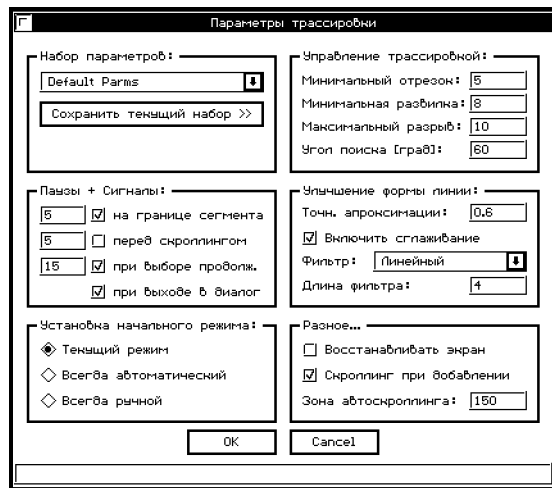 Параметры трассировки
Набор параметров:
Default Parms
Сохранить текущий набор >>
Управление трассировкой:
Минимальный отрезок: 5
Минимальная развилка: 8
Максимальный разрыв: 10
Угол поиска [град]: 60
Паузы + Сигналы:
5 на границе сегмента
5 перед скроллингом
15 при выборе продолж.
при выходе в диалог
Улучшение формы линии:
Точн. апроксимации: 0.6
Включить сглаживание
Фильтр: Линейный
Длина фильтра: 4
Установка начального режима:
Текущий режим
Всегда автоматический
Всегда ручной
Разное...
Восстанавливать экран
Скроллинг при добавлении
Зона автоскроллинга: 150
OK Cancel